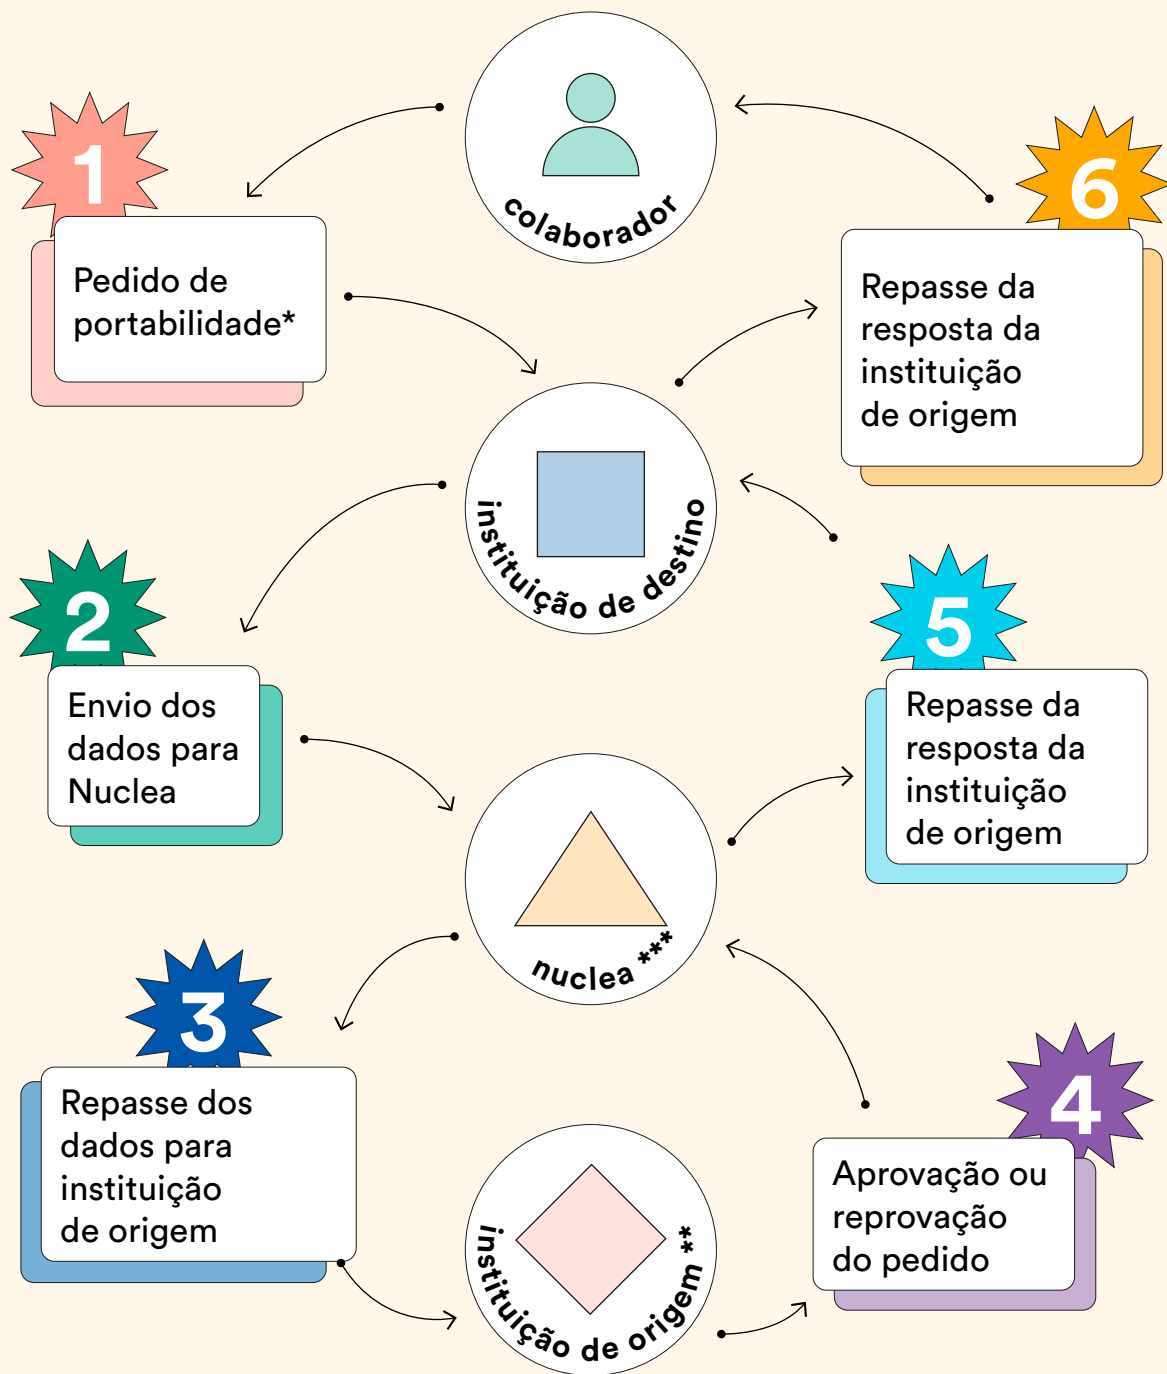 colaborador
1
Pedido de
portabilidade*
instituição de destino
2
Envio dos
dados para
Nuclea
nuclea ***
3
Repasse dos
dados para
instituição
de origem
instituição de origem **
4
Aprovação ou
reprovação
do pedido
5
Repasse da
resposta da
instituição
de origem
6
Repasse da
resposta da
instituição
de origem